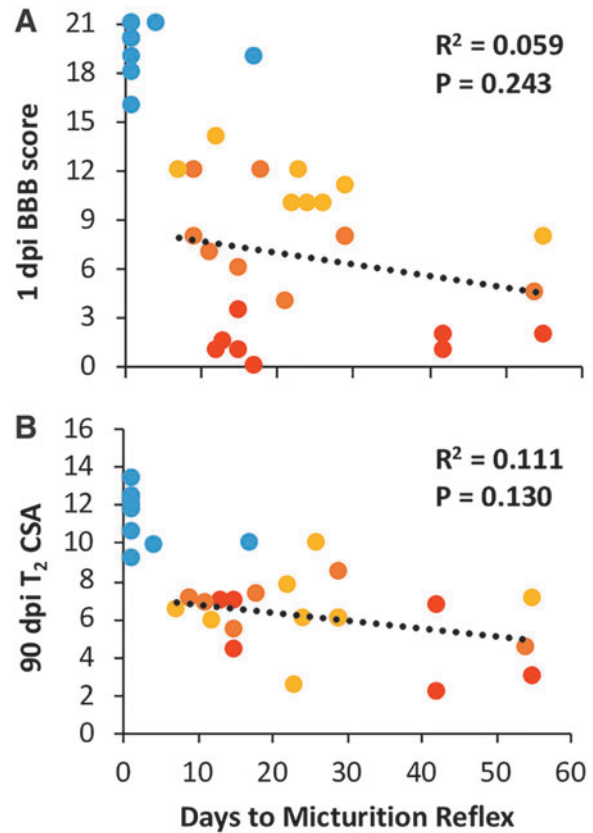 A
21
18
15
12
9
6
3
0
1 dpi BBB score
R² = 0.059
P = 0.243
B
16
14
12
10
8
6
4
2
0
90 dpi T₂ CSA
R² = 0.111
P = 0.130
0 10 20 30 40 50 60
Days to Micturition Reflex